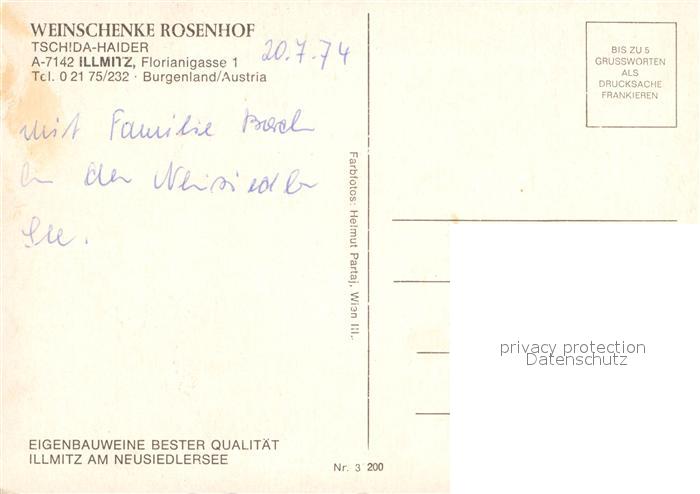 WEINSCHENKE ROSENHOF
TSCHIDA-HAIDER
A-7142 ILLMITZ, Florianigasse 1
Tel. 0 21 75/232 · Burgenland/Austria
20.7.74
BIS ZU 5
GRUSSWORTEN
ALS
DRUCKSACHE
FRANKIEREN
mit Familie
der Neusiedler
See.
Farbfotos: Helmut Partaj, Wien III.
privacy protection
Datenschutz
EIGENBAUWEINE BESTER QUALITÄT
ILLMITZ AM NEUSIEDLERSEE
Nr. 3 200